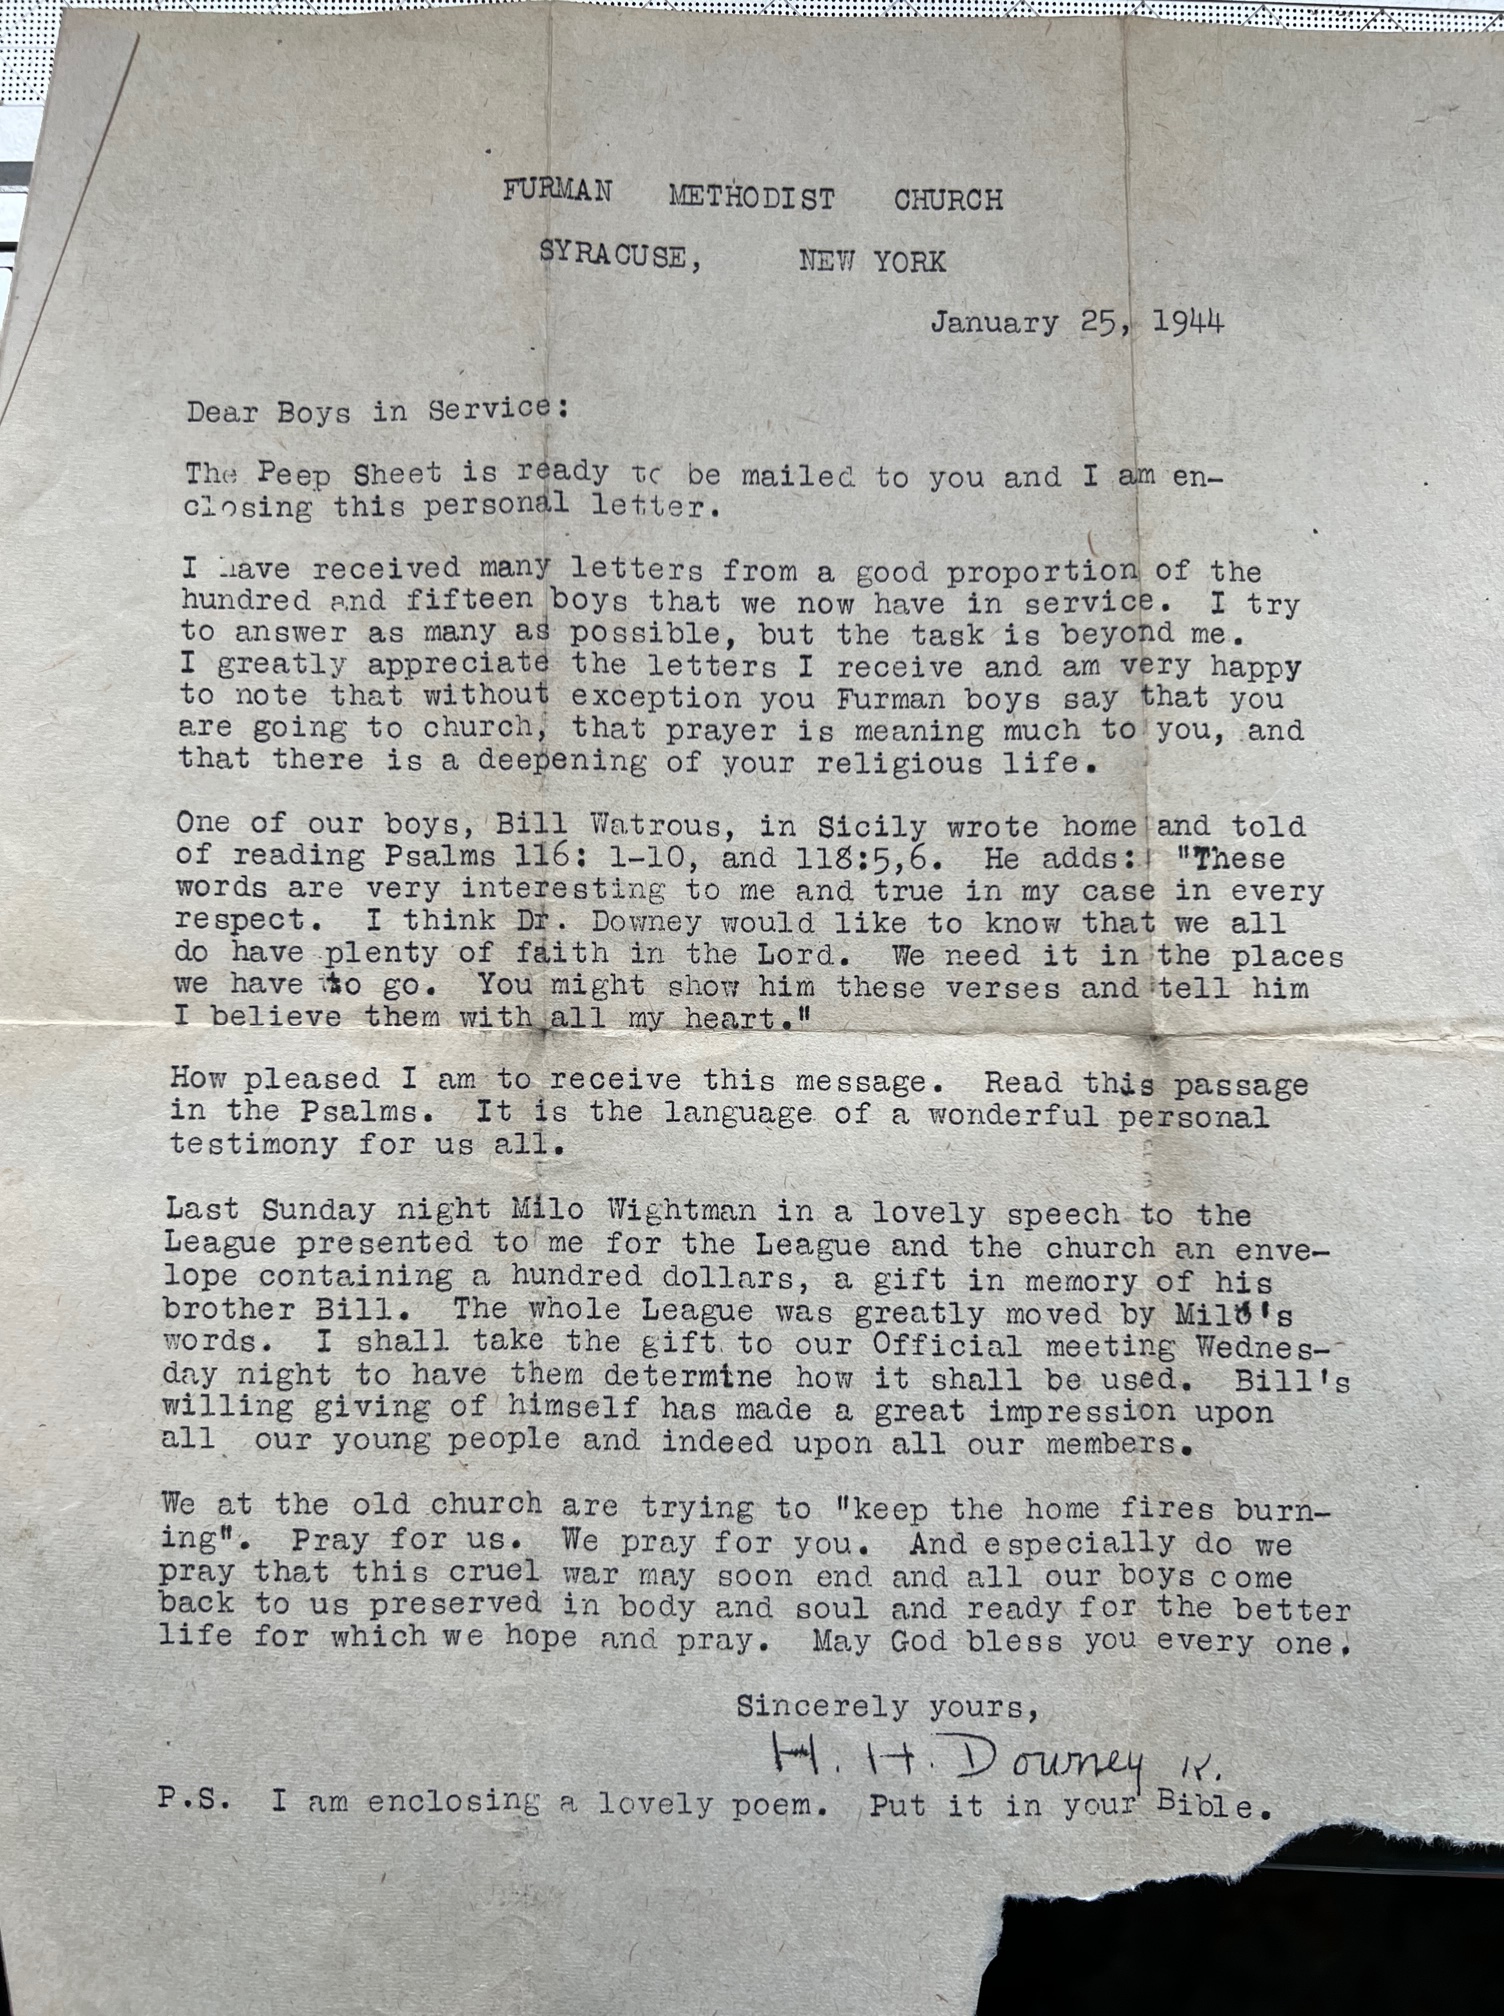 FURMAN METHODIST CHURCH
SYRACUSE, NEW YORK
January 25, 1944
Dear Boys in Service:
The Peep Sheet is ready to be mailed to you and I am en-
closing this personal letter.
I have received many letters from a good proportion of the
hundred and fifteen boys that we now have in service. I try
to answer as many as possible, but the task is beyond me.
I greatly appreciate the letters I receive and am very happy
to note that without exception you Furman boys say that you
are going to church, that prayer is meaning much to you, and
that there is a deepening of your religious life.
One of our boys, Bill Watrous, in Sicily wrote home and told
of reading Psalms 116: 1-10, and 118:5,6. He adds: "These
words are very interesting to me and true in my case in every
respect. I think Dr. Downey would like to know that we all
do have plenty of faith in the Lord. We need it in the places
we have to go. You might show him these verses and tell him
I believe them with all my heart."
How pleased I am to receive this message. Read this passage
in the Psalms. It is the language of a wonderful personal
testimony for us all.
Last Sunday night Milo Wightman in a lovely speech to the
League presented to me for the League and the church an enve-
lope containing a hundred dollars, a gift in memory of his
brother Bill. The whole League was greatly moved by Milo's
words. I shall take the gift to our Official meeting Wednes-
day night to have them determine how it shall be used. Bill's
willing giving of himself has made a great impression upon
all our young people and indeed upon all our members.
We at the old church are trying to "keep the home fires burn-
ing". Pray for us. We pray for you. And especially do we
pray that this cruel war may soon end and all our boys come
back to us preserved in body and soul and ready for the better
life for which we hope and pray. May God bless you every one.
Sincerely yours,
H. H. Downey K.
P.S. I am enclosing a lovely poem. Put it in your Bible.